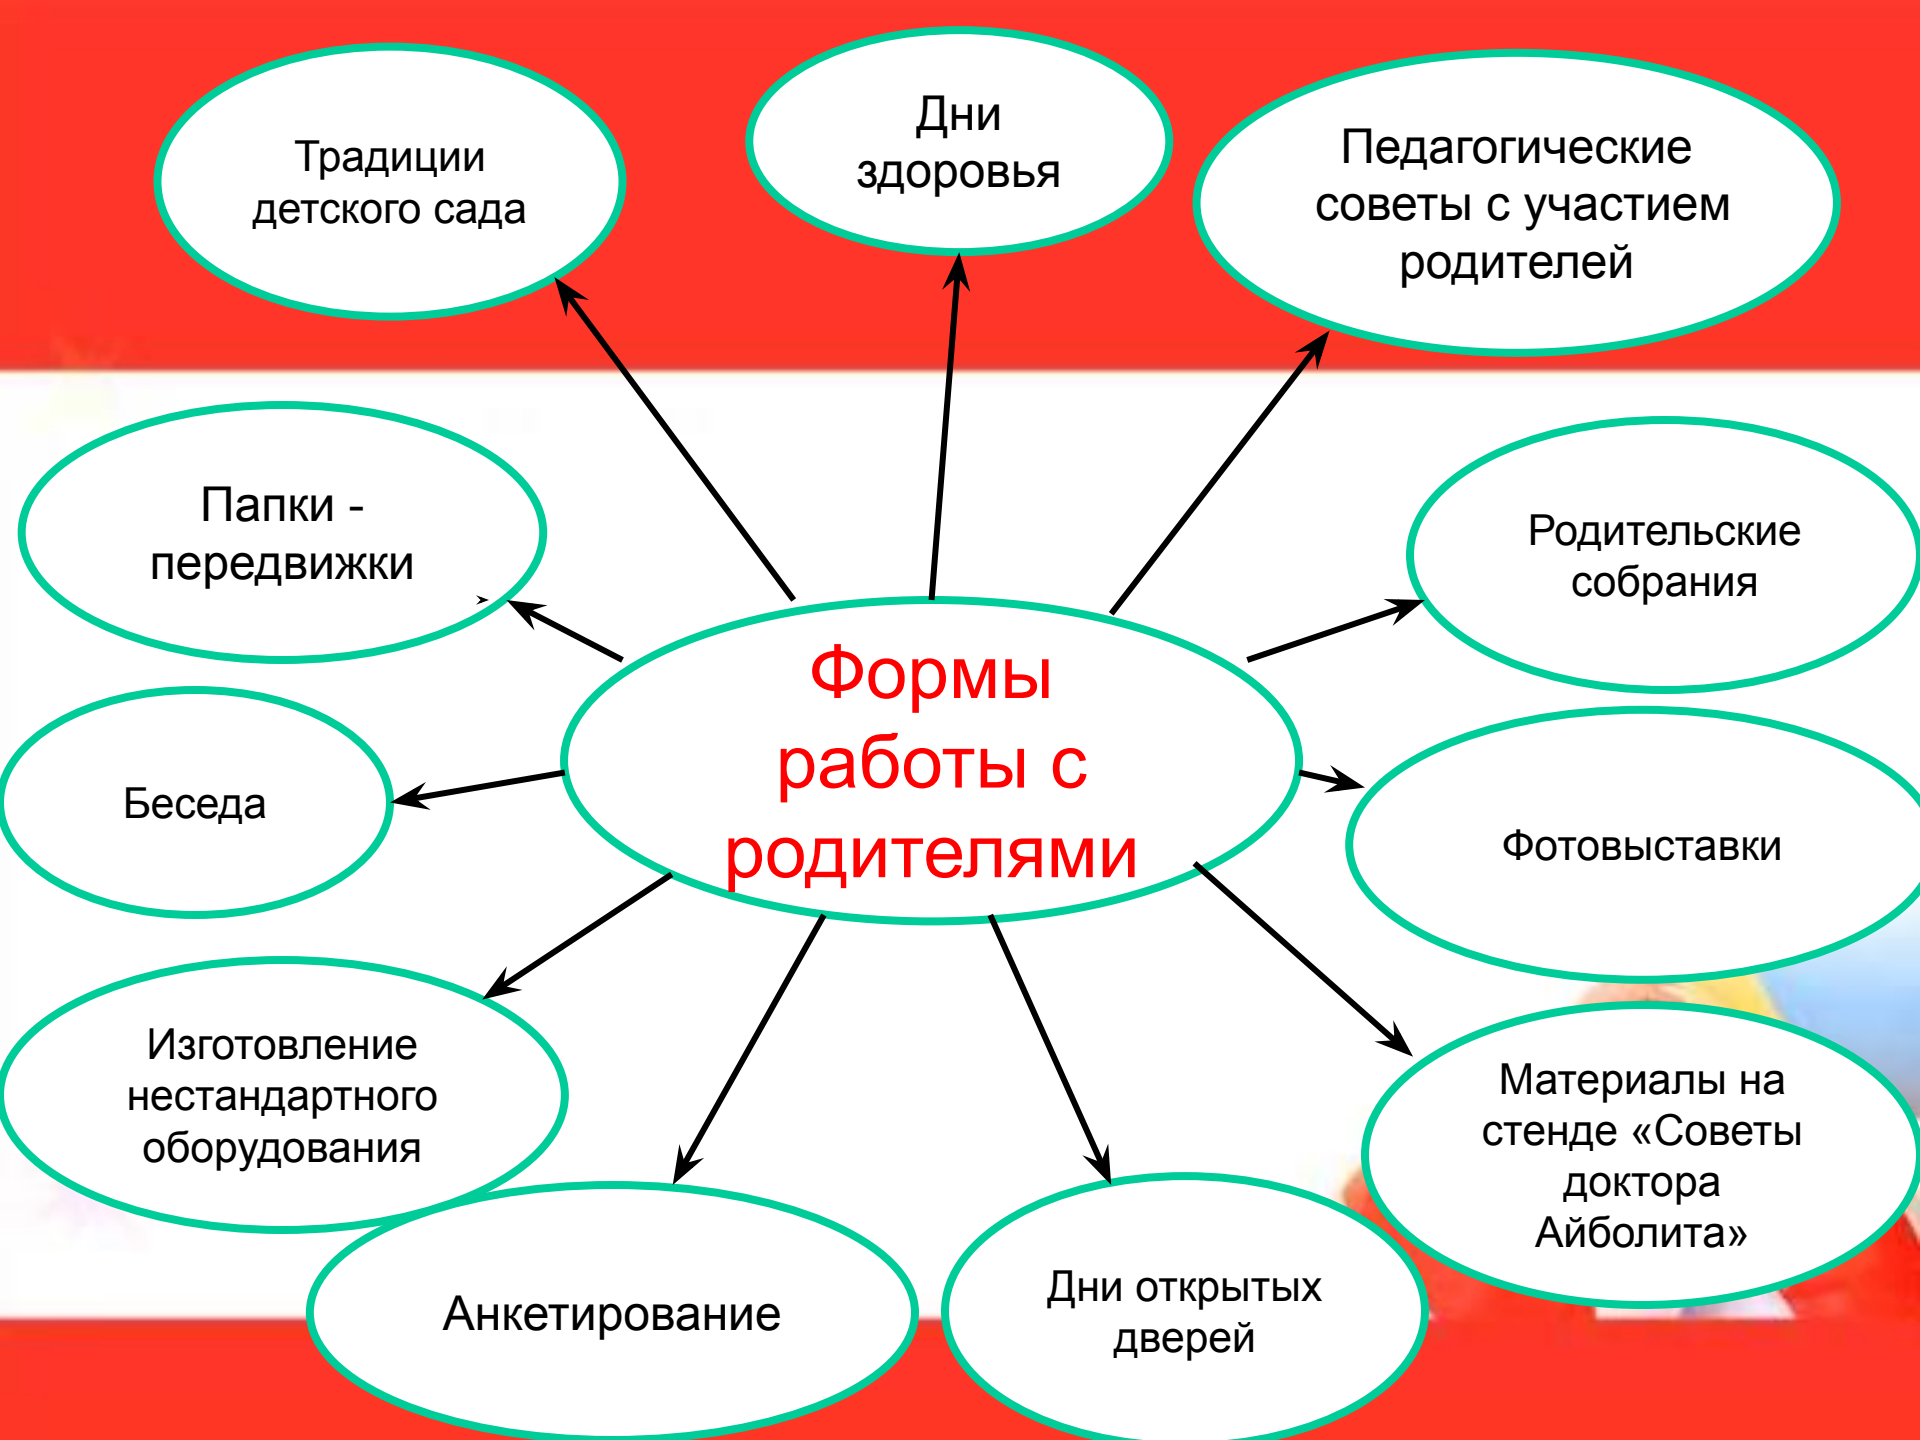 Традиции
детского сада
Дни
здоровья
Педагогические
советы с участием
родителей
Папки -
передвижки
Родительские
собрания
Формы
работы с
родителями
Беседа
Фотовыставки
Изготовление
нестандартного
оборудования
Материалы на
стенде «Советы
доктора
Айболита»
Анкетирование
Дни открытых
дверей